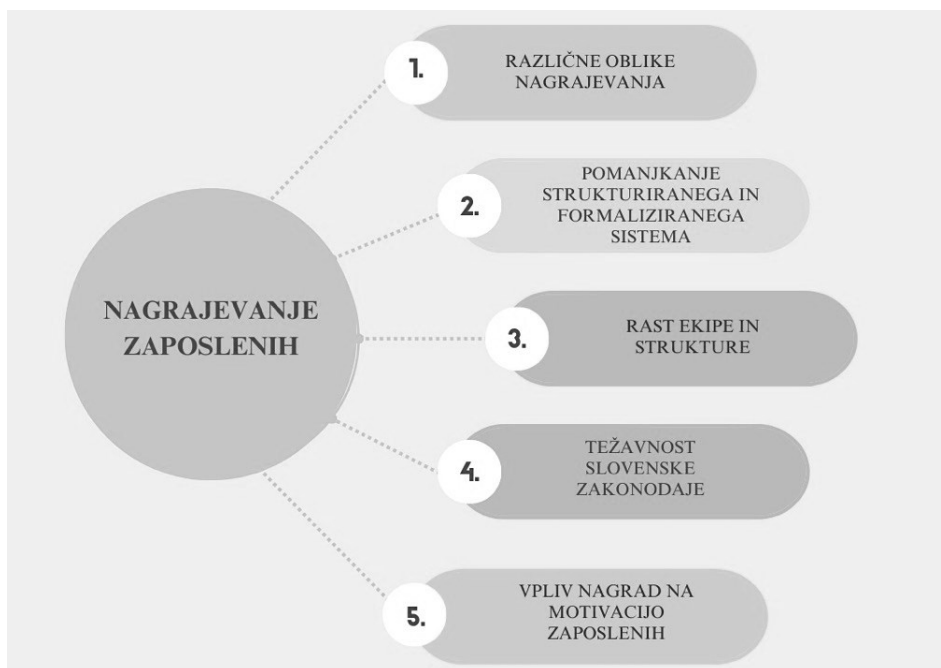 NAGRAJEVANJE
ZAPOSLENIH
1.
RAZLIČNE OBLIKE
NAGRAJEVANJA
2.
POMANJKANJE
STRUKTURIRANEGA IN
FORMALIZIRANEGA
SISTEMA
3.
RAST EKIPE IN
STRUKTURE
4.
TEŽAVNOST
SLOVENSKE
ZAKONODAJE
5.
VPLIV NAGRAD NA
MOTIVACIJO
ZAPOSLENIH